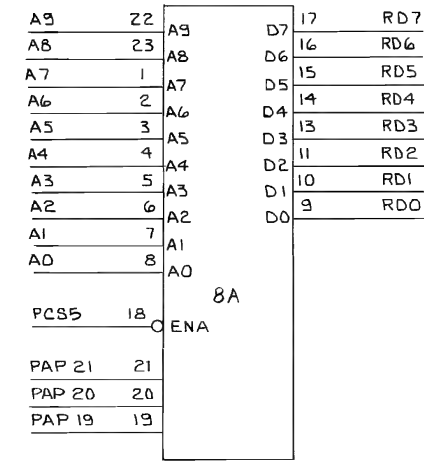 A9 22 A9 D7 17 RD7
A8 23 A8 D6 16 RD6
A7 1 A7 D5 15 RD5
A6 2 A6 D4 14 RD4
A5 3 A5 D3 13 RD3
A4 4 A4 D2 11 RD2
A3 5 A3 D1 10 RD1
A2 6 A2 D0 9 RD0
A1 7 A1
A0 8 A0
8A
PCS5 18 ENA
PAP 21 21
PAP 20 20
PAP 19 19